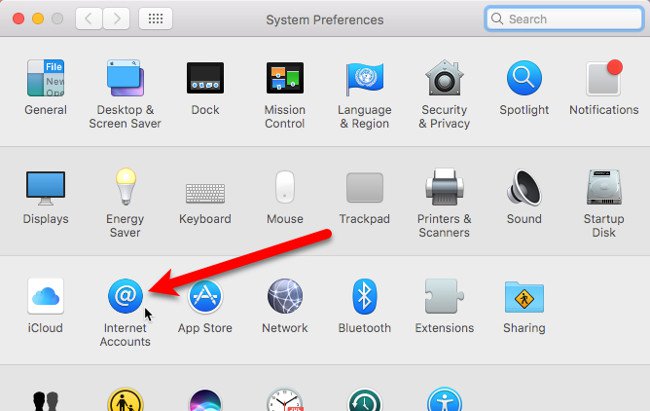 System Preferences
Search
File
New
Ope
General
Desktop &
Screen Saver
Dock
Mission
Control
Language
& Region
Security
& Privacy
Spotlight
Notifications
Displays
Energy
Saver
Keyboard
Mouse
Trackpad
Printers &
Scanners
Sound
Startup
Disk
iCloud
@
Internet
Accounts
App Store
Network
Bluetooth
Extensions
Sharing